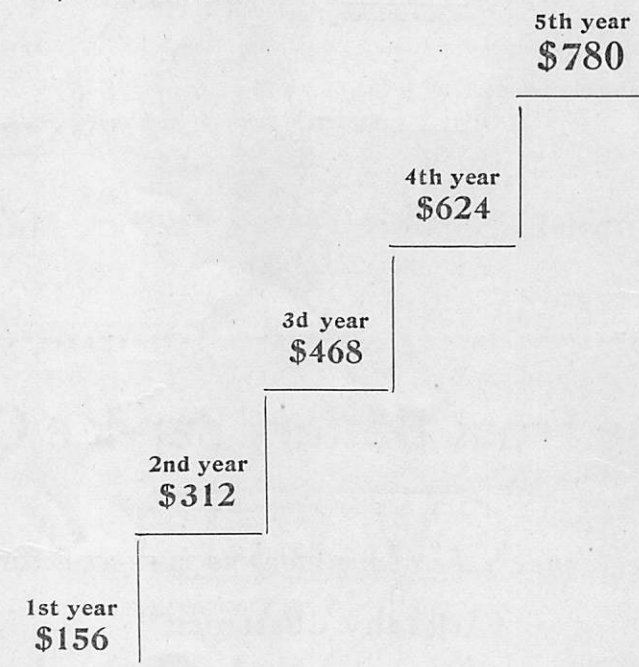 5th year
$780
4th year
$624
3d year
$468
2nd year
$312
1st year
$156